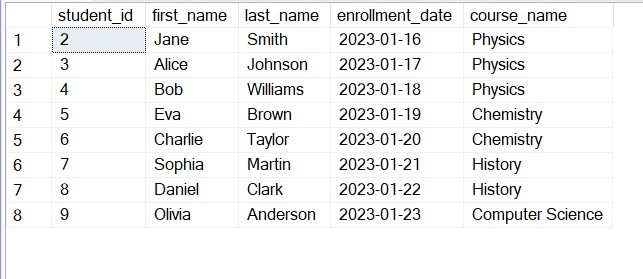 student_id first_name last_name enrollment_date course_name
1 2 Jane Smith 2023-01-16 Physics
2 3 Alice Johnson 2023-01-17 Physics
3 4 Bob Williams 2023-01-18 Physics
4 5 Eva Brown 2023-01-19 Chemistry
5 6 Charlie Taylor 2023-01-20 Chemistry
6 7 Sophia Martin 2023-01-21 History
7 8 Daniel Clark 2023-01-22 History
8 9 Olivia Anderson 2023-01-23 Computer Science